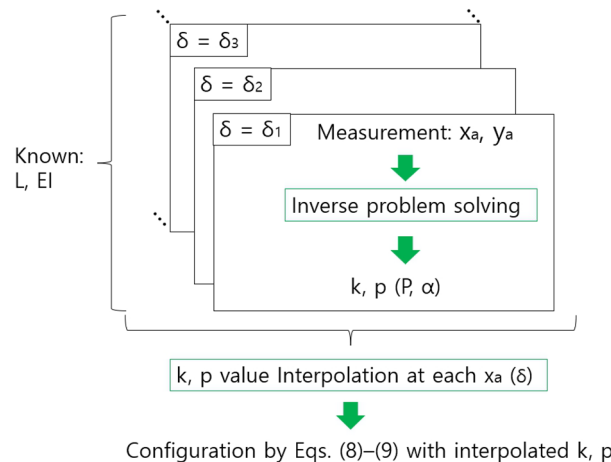 δ = δ₃
δ = δ₂
δ = δ₁
Measurement: xₐ, yₐ
Known:
L, EI
Inverse problem solving
k, p (P, α)
k, p value Interpolation at each xₐ (δ)
Configuration by Eqs. (8)–(9) with interpolated k, p